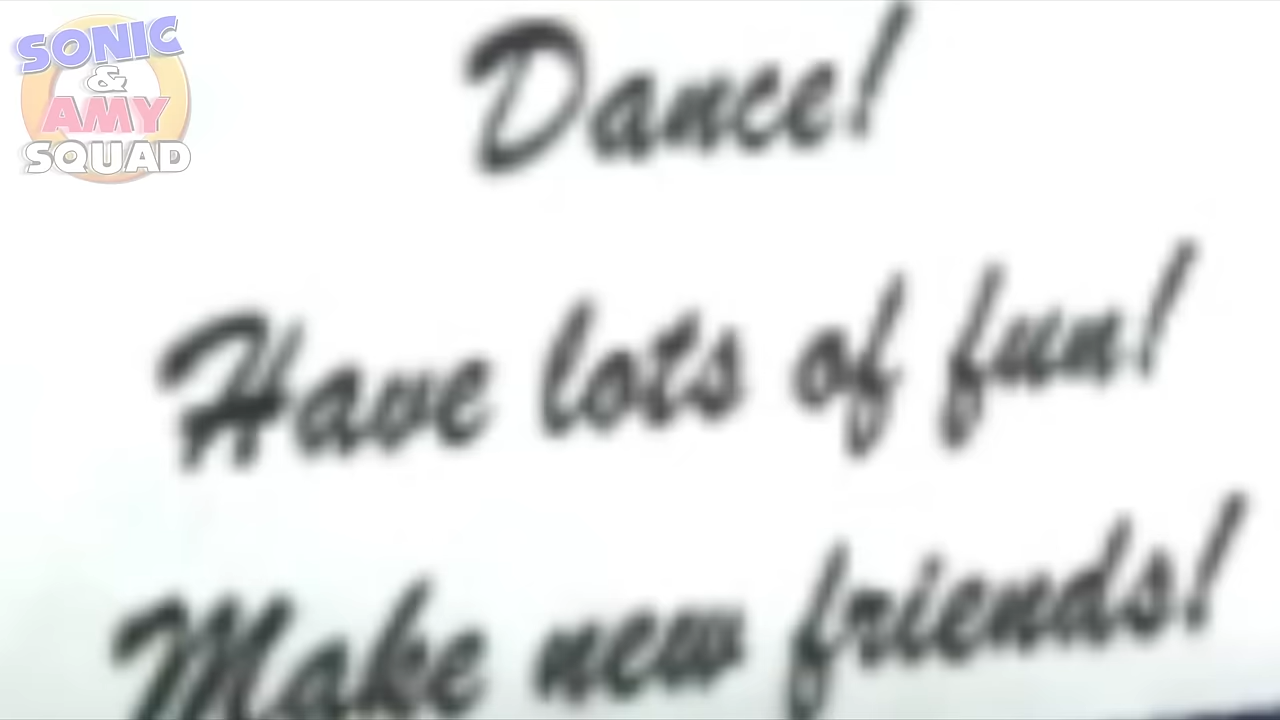 SONIC
&
AMY
SQUAD
Dance!
Have lots of fun!
Make new friends!